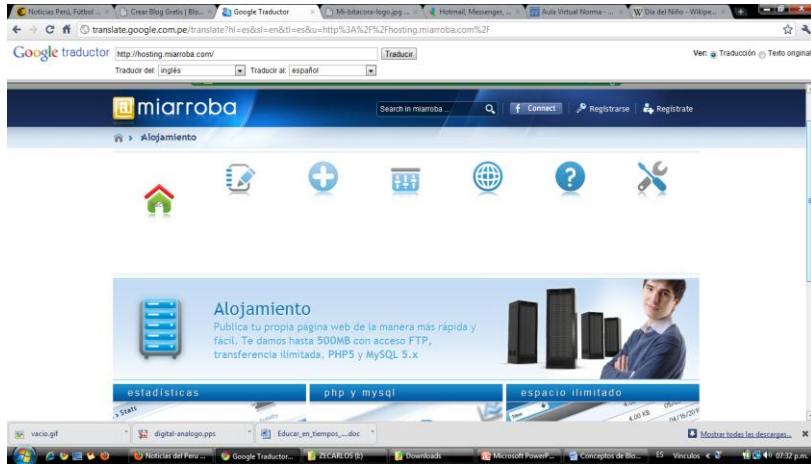 Noticias Perú, Fútbol ...
Crear Blog Gratis | Blo...
Google Traductor
Mi-bitacora-logo.jpg ...
Hotmail, Messenger, ...
Aula Virtual Norma - ...
Día del Niño - Wikipe...
translate.google.com.pe/translate?hl=es&sl=en&tl=es&u=http%3A%2F%2Fhosting.miarroba.com%2F
Google traductor
http://hosting.miarroba.com/
Traducir
Ver: Traducción Texto original
Traducir del: inglés Traducir al: español
miarroba
Search in miarroba ...
f Connect
Registrarse
Regístrate
Alojamiento
Alojamiento
Publica tu propia página web de la manera más rápida y
fácil. Te damos hasta 500MB con acceso FTP,
transferencia ilimitada, PHP5 y MySQL 5.x
estadísticas
php y mysql
espacio ilimitado
Stats
4,00 KB
vacio.gif
digital-analogo.pps
Educar_en_tiempos_....doc
Mostrar todas las descargas...
Noticias del Peru ...
Google Traductor...
ZECARLOS (I:)
Downloads
Microsoft PowerP...
Conceptos de Blo...
ES
Vínculos
07:32 p.m.